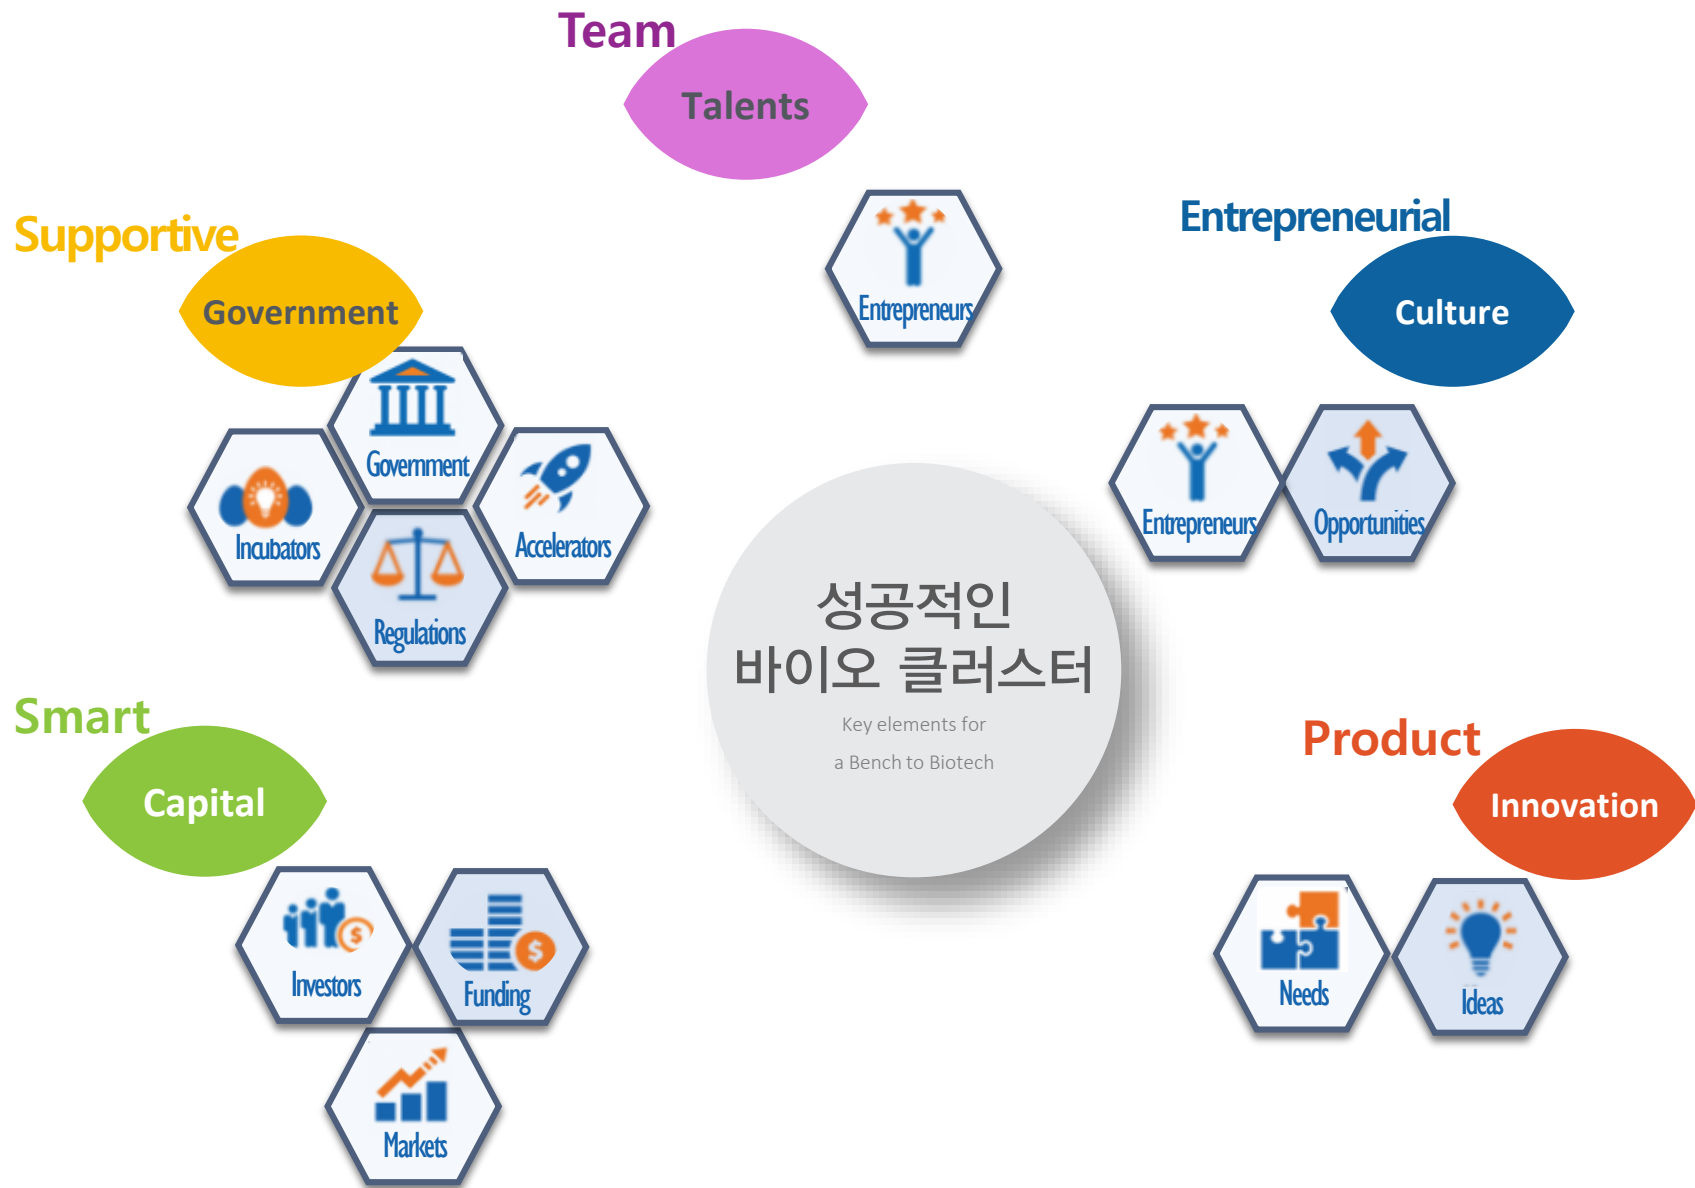 Team
Talents
Entrepreneurs
Supportive
Government
Government
Incubators
Accelerators
Regulations
Entrepreneurial
Culture
Entrepreneurs
Opportunities
성공적인
바이오 클러스터
Key elements for
a Bench to Biotech
Smart
Capital
Investors
Funding
Markets
Product
Innovation
Needs
Ideas